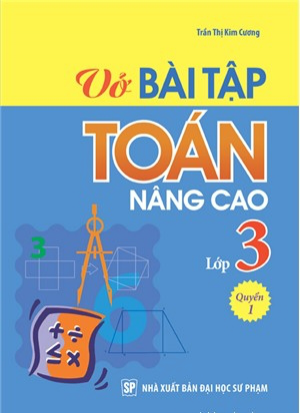 Trần Thị Kim Cương
Vở BÀI TẬP
TOÁN
NÂNG CAO
Lớp 3
Quyển
1
3
÷ ×
+ ×
≤ =
SP NHÀ XUẤT BẢN ĐẠI HỌC SƯ PHẠM